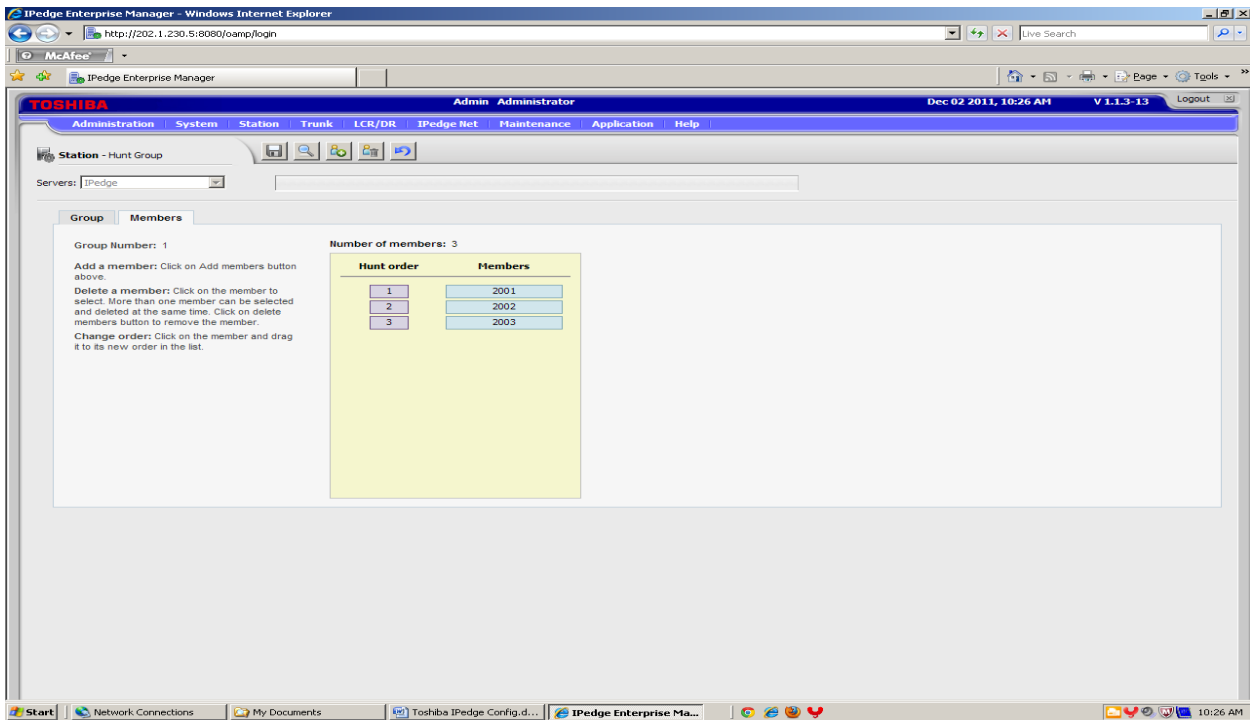 IPedge Enterprise Manager - Windows Internet Explorer
http://202.1.230.5:8080/oamp/login
Live Search
McAfee
IPedge Enterprise Manager
Page
Tools
TOSHIBA
Admin Administrator
Dec 02 2011, 10:26 AM
V 1.1.3-13
Logout
Administration System Station Trunk LCR/DR IPedge Net Maintenance Application Help
Station - Hunt Group
Servers: IPedge
Group Members
Group Number: 1
Add a member: Click on Add members button
above.
Delete a member: Click on the member to
select. More than one member can be selected
and deleted at the same time. Click on delete
members button to remove the member.
Change order: Click on the member and drag
it to its new order in the list.
Number of members: 3
Hunt order Members
1 2001
2 2002
3 2003
Start
Network Connections
My Documents
Toshiba IPedge Config.d...
IPedge Enterprise Ma...
10:26 AM